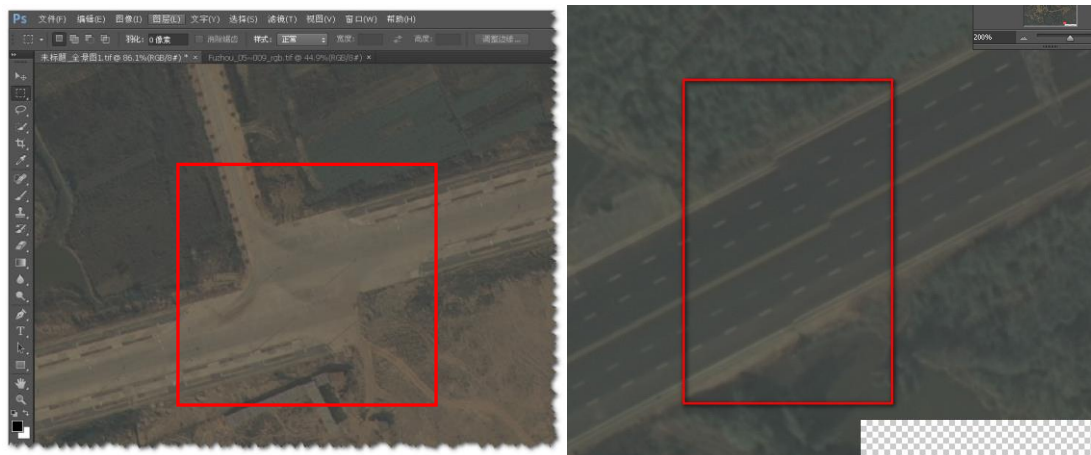 Ps 文件(F) 编辑(E) 图像(I) 图层(L) 文字(Y) 选择(S) 滤镜(T) 视图(V) 窗口(W) 帮助(H)
羽化: 0 像素 消除锯齿 样式: 正常 宽度: 高度: 调整边缘...
未标题_全景图1.tif @ 86.1%(RGB/8#) * × Fuzhou_05-009_rgb.tif @ 44.9%(RGB/8#) ×
200%